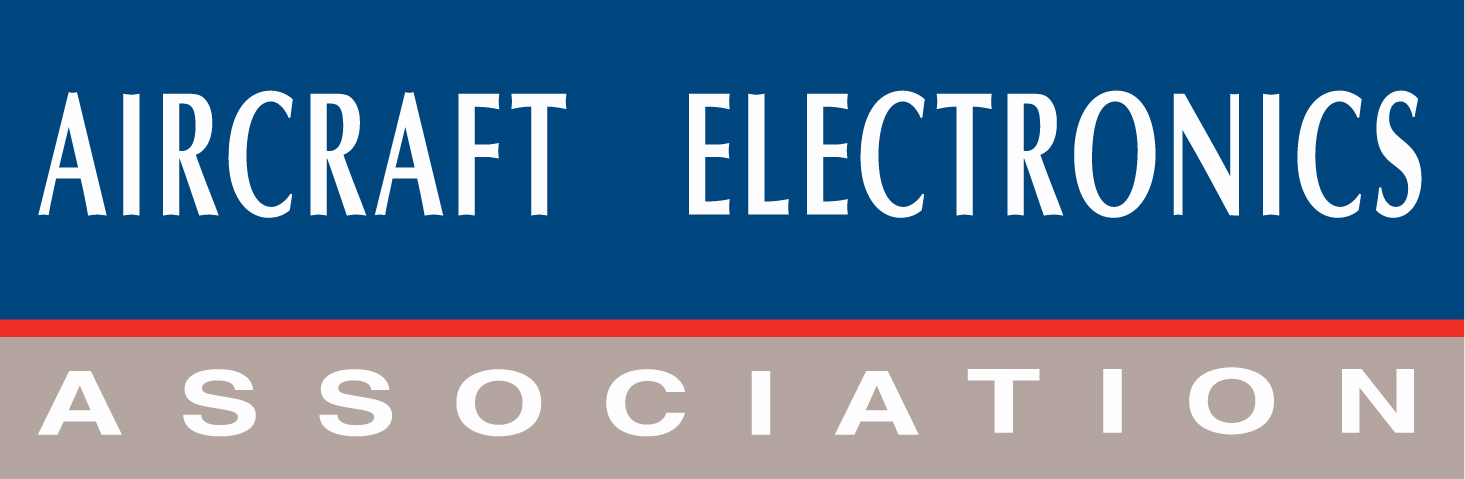 AIRCRAFT ELECTRONICS
ASSOCIATION